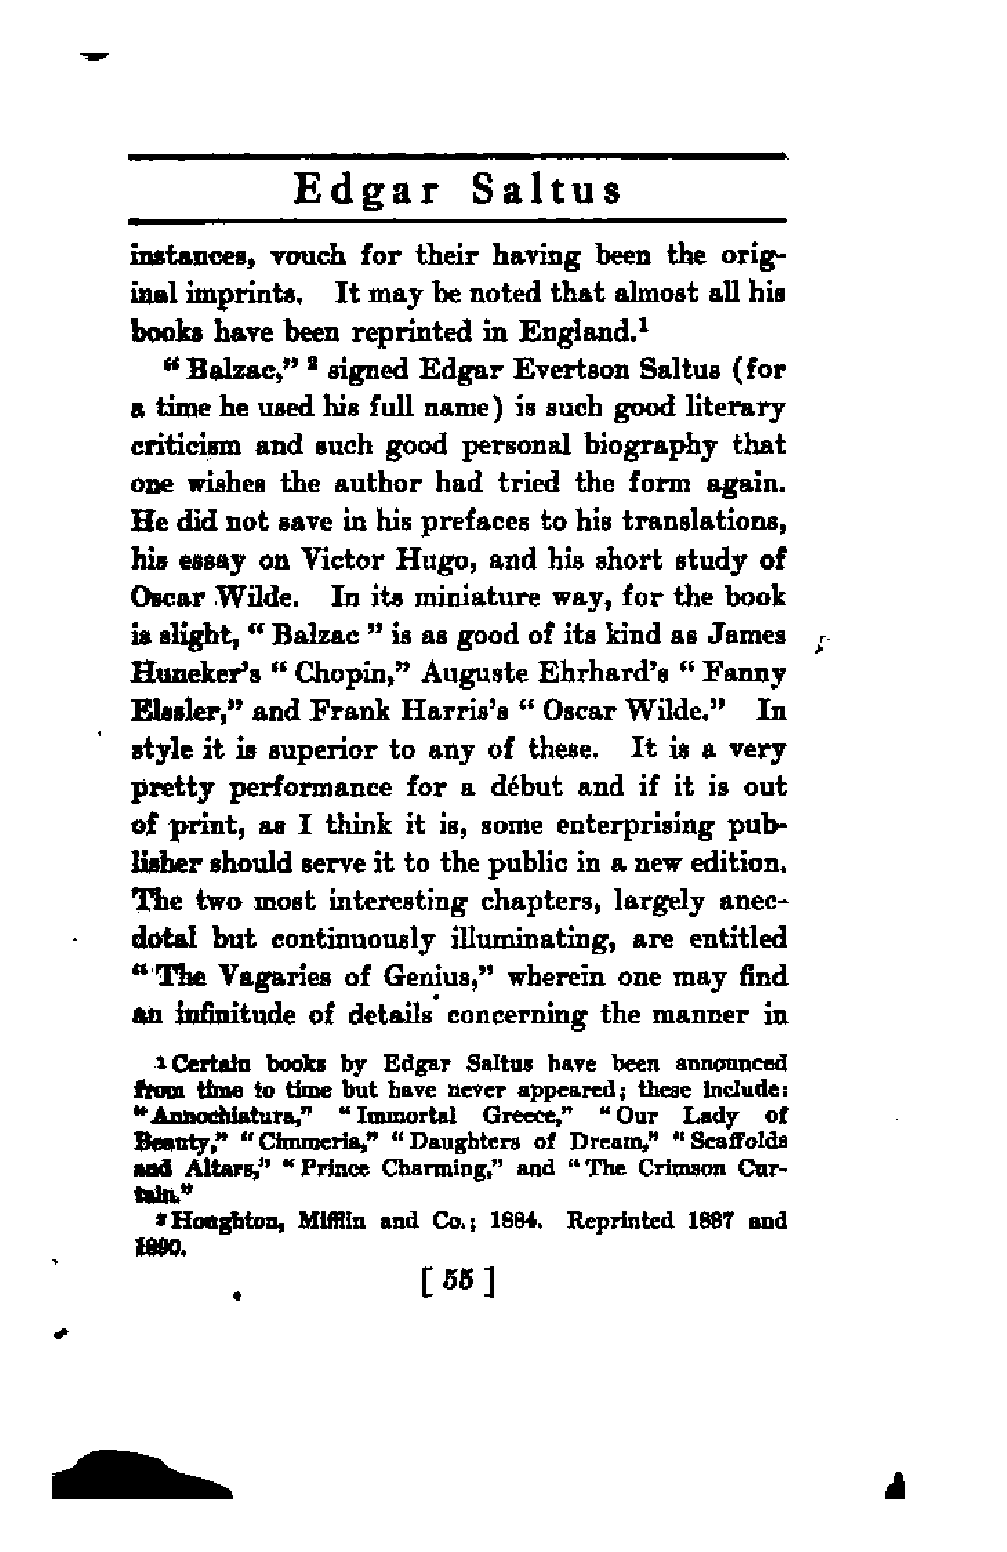 Edgar Saltus
instances, vouch for their having been the orig-
inal imprints. It may be noted that almost all his
books have been reprinted in England.¹
“Balzac,” ² signed Edgar Evertson Saltus (for
a time he used his full name) is such good literary
criticism and such good personal biography that
one wishes the author had tried the form again.
He did not save in his prefaces to his translations,
his essay on Victor Hugo, and his short study of
Oscar Wilde. In its miniature way, for the book
is slight, “Balzac” is as good of its kind as James
Huneker’s “Chopin,” Auguste Ehrhard’s “Fanny
Elssler,” and Frank Harris’s “Oscar Wilde.” In
style it is superior to any of these. It is a very
pretty performance for a début and if it is out
of print, as I think it is, some enterprising pub-
lisher should serve it to the public in a new edition.
The two most interesting chapters, largely anec-
dotal but continuously illuminating, are entitled
“The Vagaries of Genius,” wherein one may find
an infinitude of details concerning the manner in
¹ Certain books by Edgar Saltus have been announced
from time to time but have never appeared; these include:
“Annochiatura,” “Immortal Greece,” “Our Lady of
Beauty,” “Cimmeria,” “Daughters of Dream,” “Scaffolds
and Altars,” “Prince Charming,” and “The Crimson Cur-
tain.”
² Houghton, Mifflin and Co.; 1884. Reprinted 1887 and
1890.
[55]